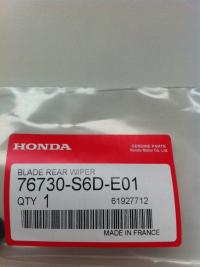 HONDA
GENUINE PARTS
Honda Motor Co., Ltd.
BLADE REAR WIPER
76730-S6D-E01
QTY 1
61927712
MADE IN FRANCE